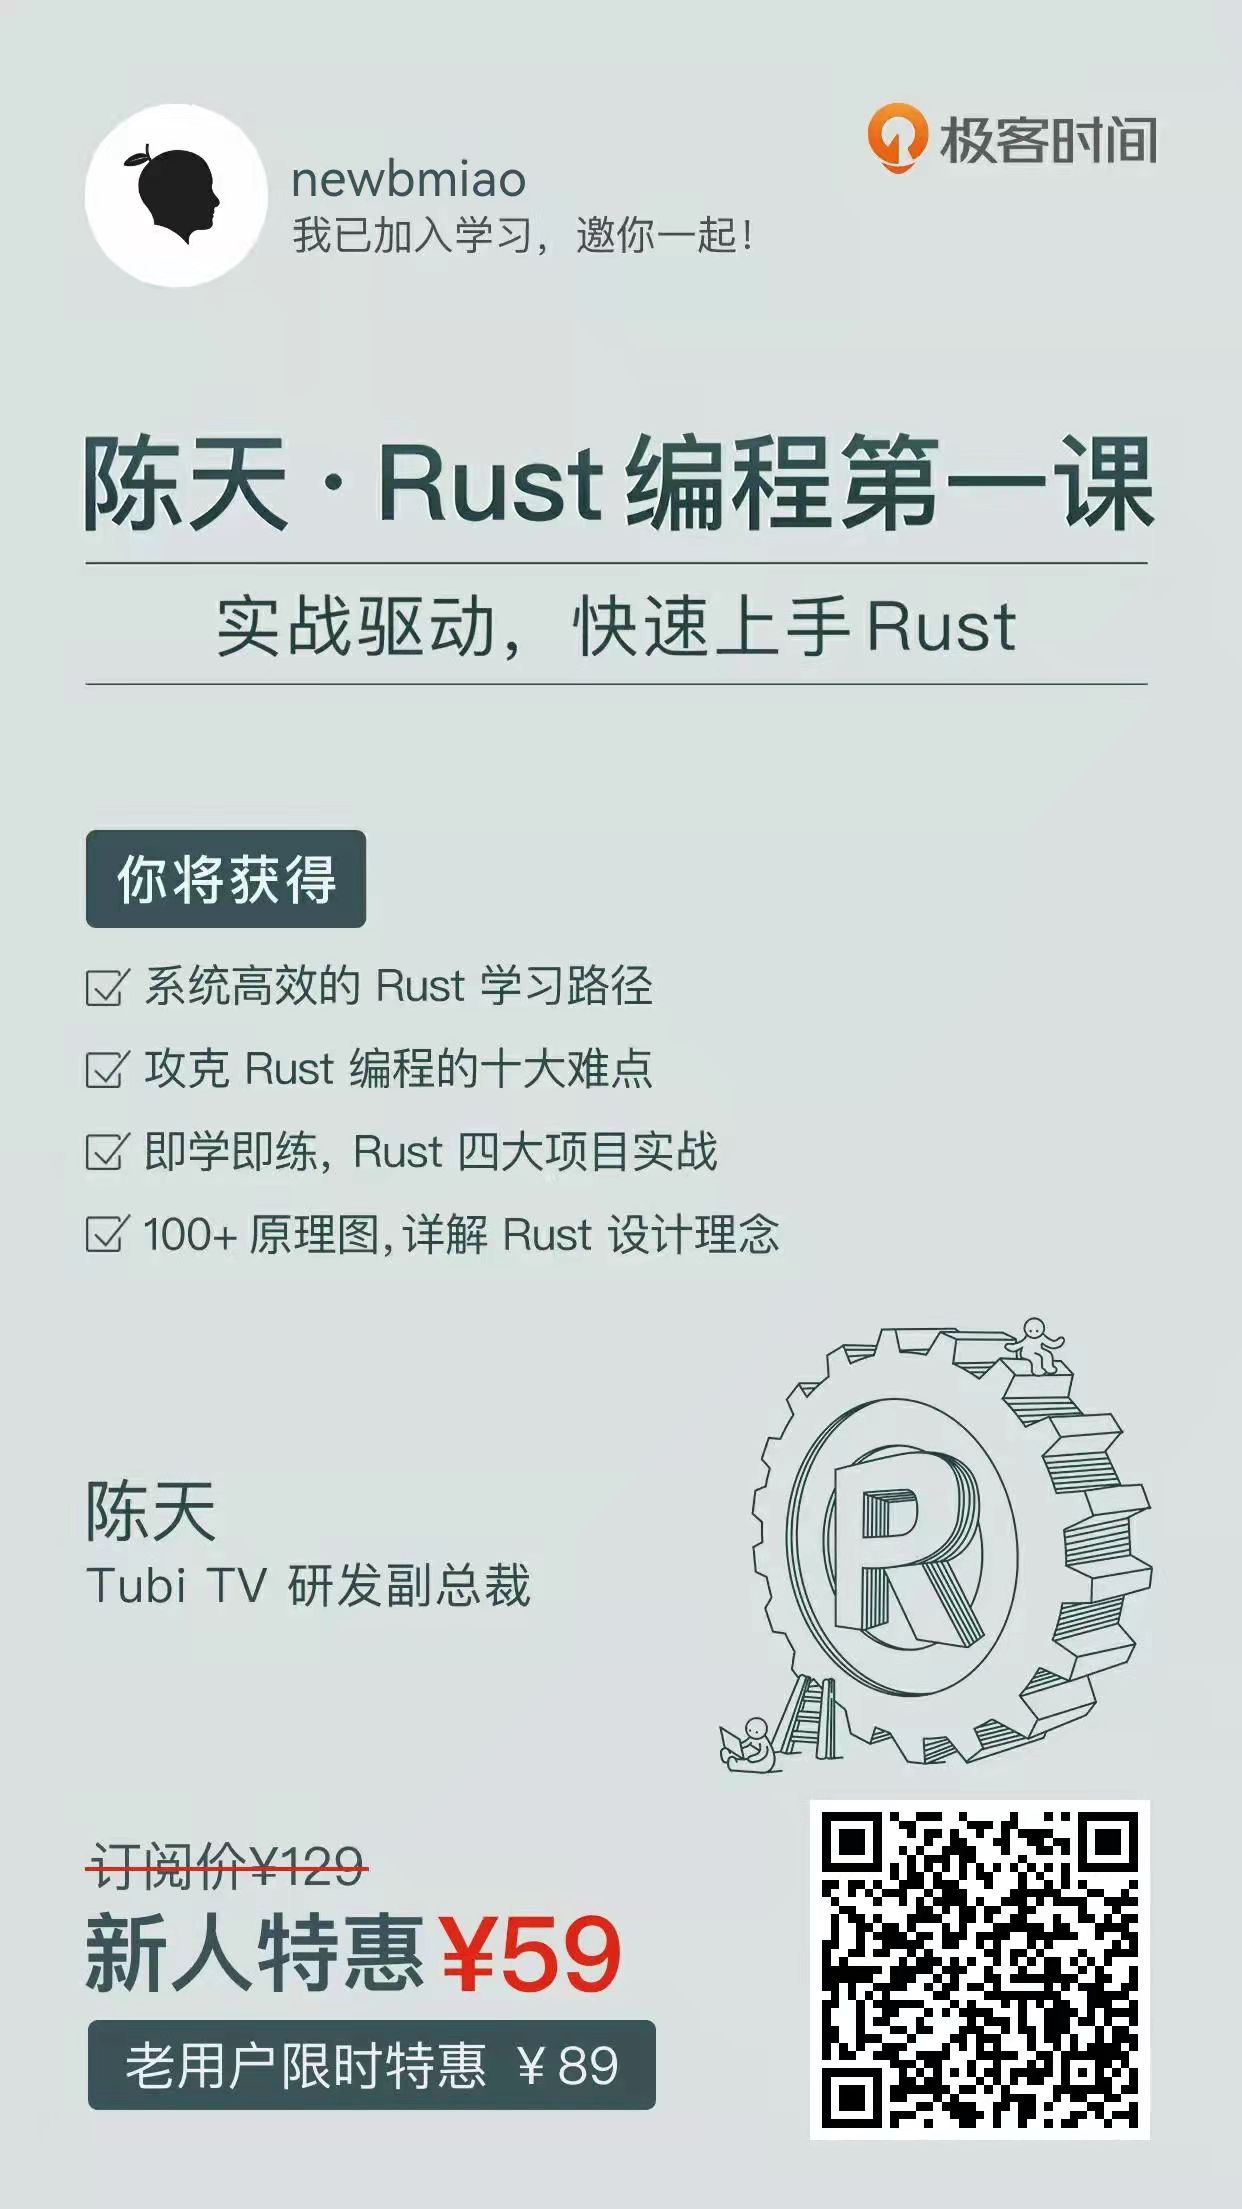 极客时间
newbmiao
我已加入学习，邀你一起！
陈天·Rust 编程第一课
实战驱动，快速上手Rust
你将获得
系统高效的 Rust 学习路径
攻克 Rust 编程的十大难点
即学即练，Rust 四大项目实战
100+ 原理图,详解 Rust 设计理念
R
陈天
Tubi TV 研发副总裁
订阅价¥129
新人特惠¥59
老用户限时特惠 ¥89